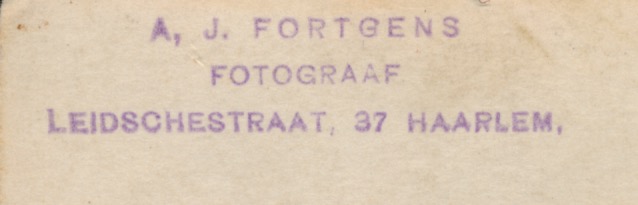 A, J. FORTGENS
FOTOGRAAF
LEIDSCHESTRAAT, 37 HAARLEM,